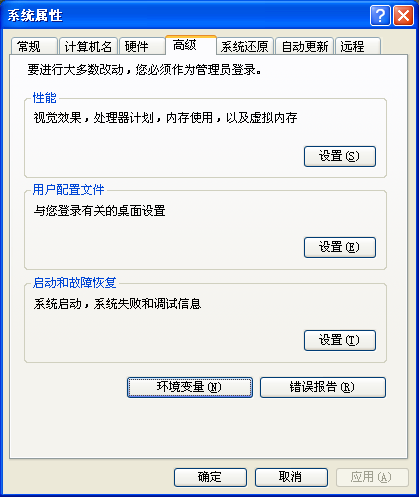 系统属性
常规 计算机名 硬件 高级 系统还原 自动更新 远程
要进行大多数改动，您必须作为管理员登录。
性能
视觉效果，处理器计划，内存使用，以及虚拟内存
设置(S)
用户配置文件
与您登录有关的桌面设置
设置(E)
启动和故障恢复
系统启动，系统失败和调试信息
设置(T)
环境变量(N) 错误报告(R)
确定 取消 应用(A)